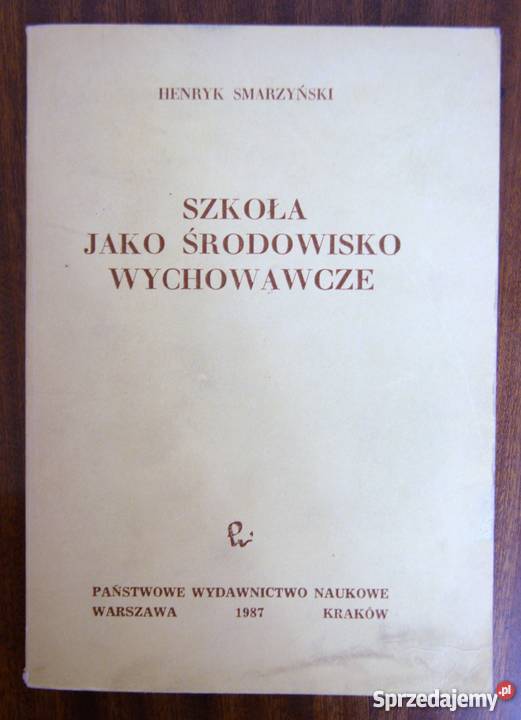 HENRYK SMARZYŃSKI
SZKOŁA
JAKO ŚRODOWISKO
WYCHOWAWCZE
PAŃSTWOWE WYDAWNICTWO NAUKOWE
WARSZAWA 1987 KRAKÓW
Sprzedajemy.pl